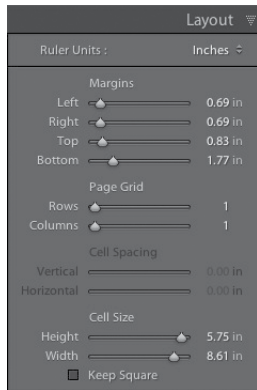 Layout
Ruler Units : Inches
Margins
Left 0.69 in
Right 0.69 in
Top 0.83 in
Bottom 1.77 in
Page Grid
Rows 1
Columns 1
Cell Spacing
Vertical 0.00 in
Horizontal 0.00 in
Cell Size
Height 5.75 in
Width 8.61 in
Keep Square